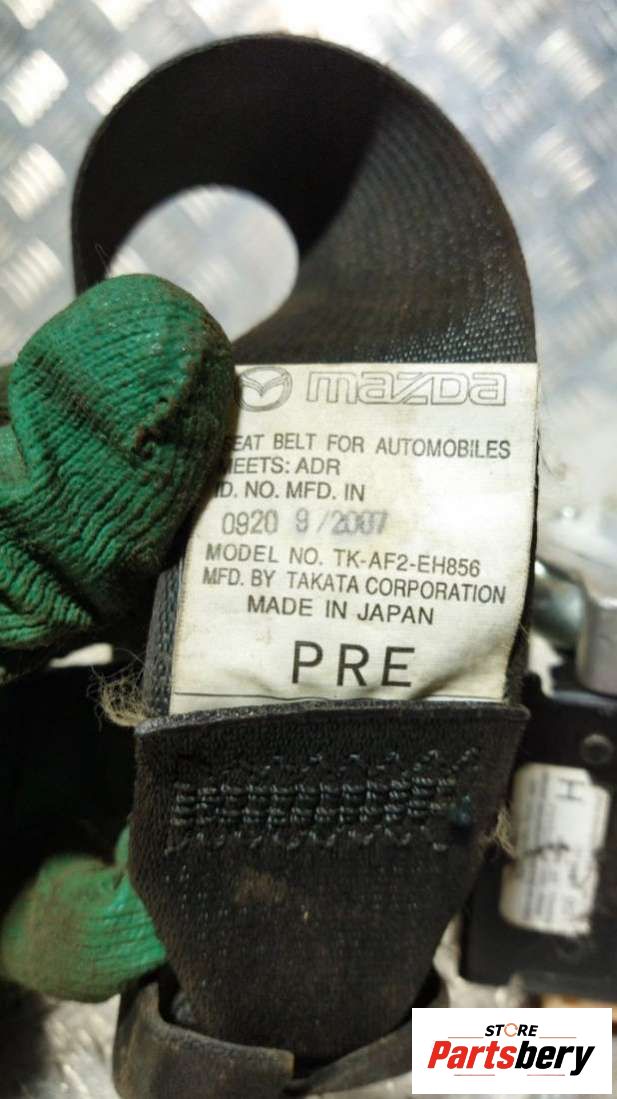 mazda
SEAT BELT FOR AUTOMOBILES
MEETS: ADR
ID. NO. MFD. IN
0920 9/2007
MODEL NO. TK-AF2-EH856
MFD. BY TAKATA CORPORATION
MADE IN JAPAN
PRE
H
STORE
Partsbery